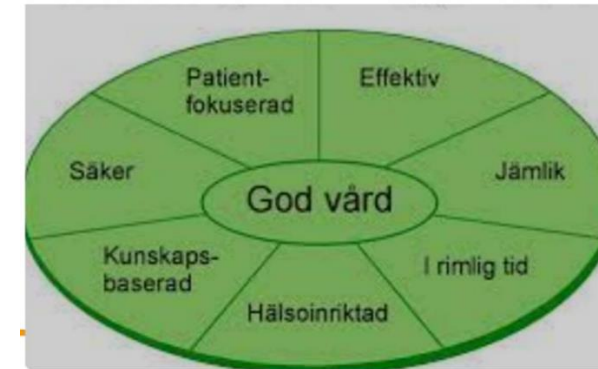 Patient-
fokuserad
Effektiv
Säker
God vård
Jämlik
Kunskaps-
baserad
I rimlig tid
Hälsoinriktad